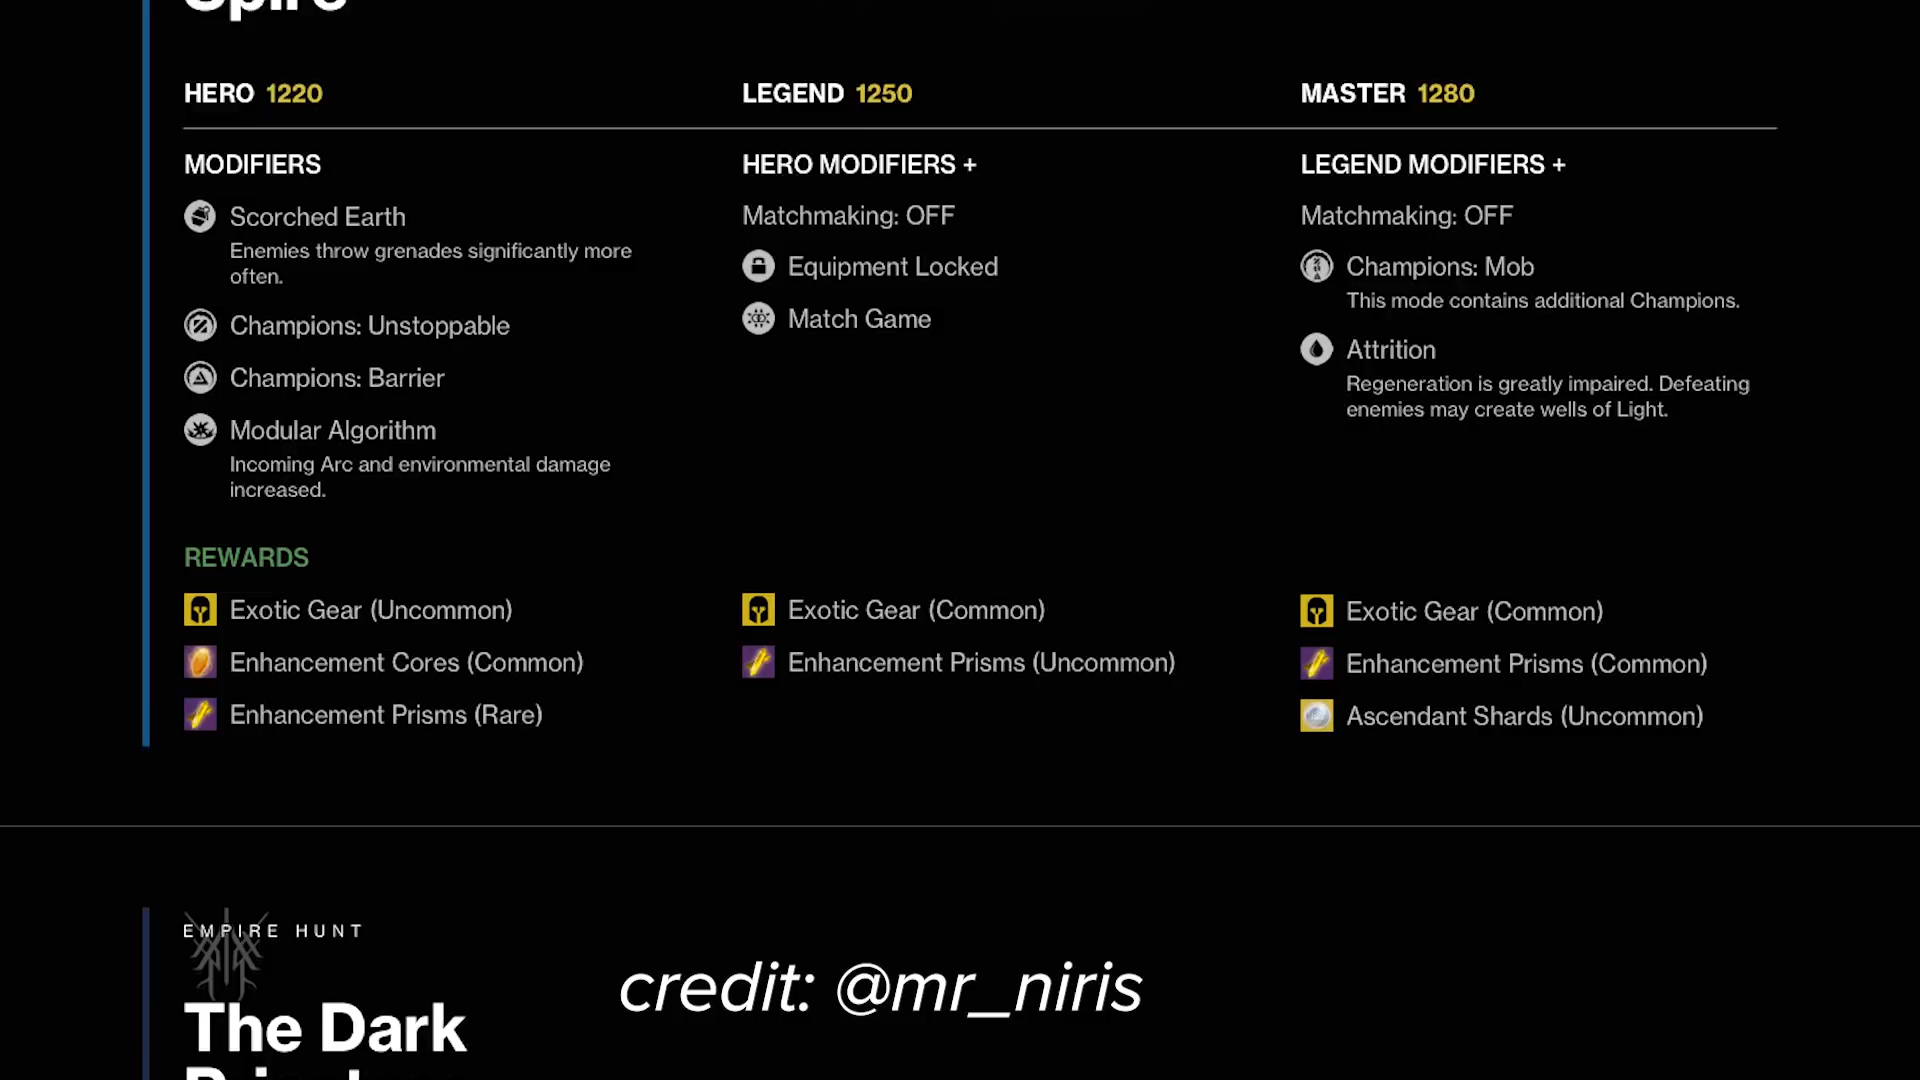 Spire
HERO 1220
LEGEND 1250
MASTER 1280
MODIFIERS
HERO MODIFIERS +
LEGEND MODIFIERS +
Scorched Earth
Enemies throw grenades significantly more
often.
Champions: Unstoppable
Champions: Barrier
Modular Algorithm
Incoming Arc and environmental damage
increased.
Matchmaking: OFF
Equipment Locked
Match Game
Matchmaking: OFF
Champions: Mob
This mode contains additional Champions.
Attrition
Regeneration is greatly impaired. Defeating
enemies may create wells of Light.
REWARDS
Exotic Gear (Uncommon)
Enhancement Cores (Common)
Enhancement Prisms (Rare)
Exotic Gear (Common)
Enhancement Prisms (Uncommon)
Exotic Gear (Common)
Enhancement Prisms (Common)
Ascendant Shards (Uncommon)
EMPIRE HUNT
The Dark
credit: @mr_niris